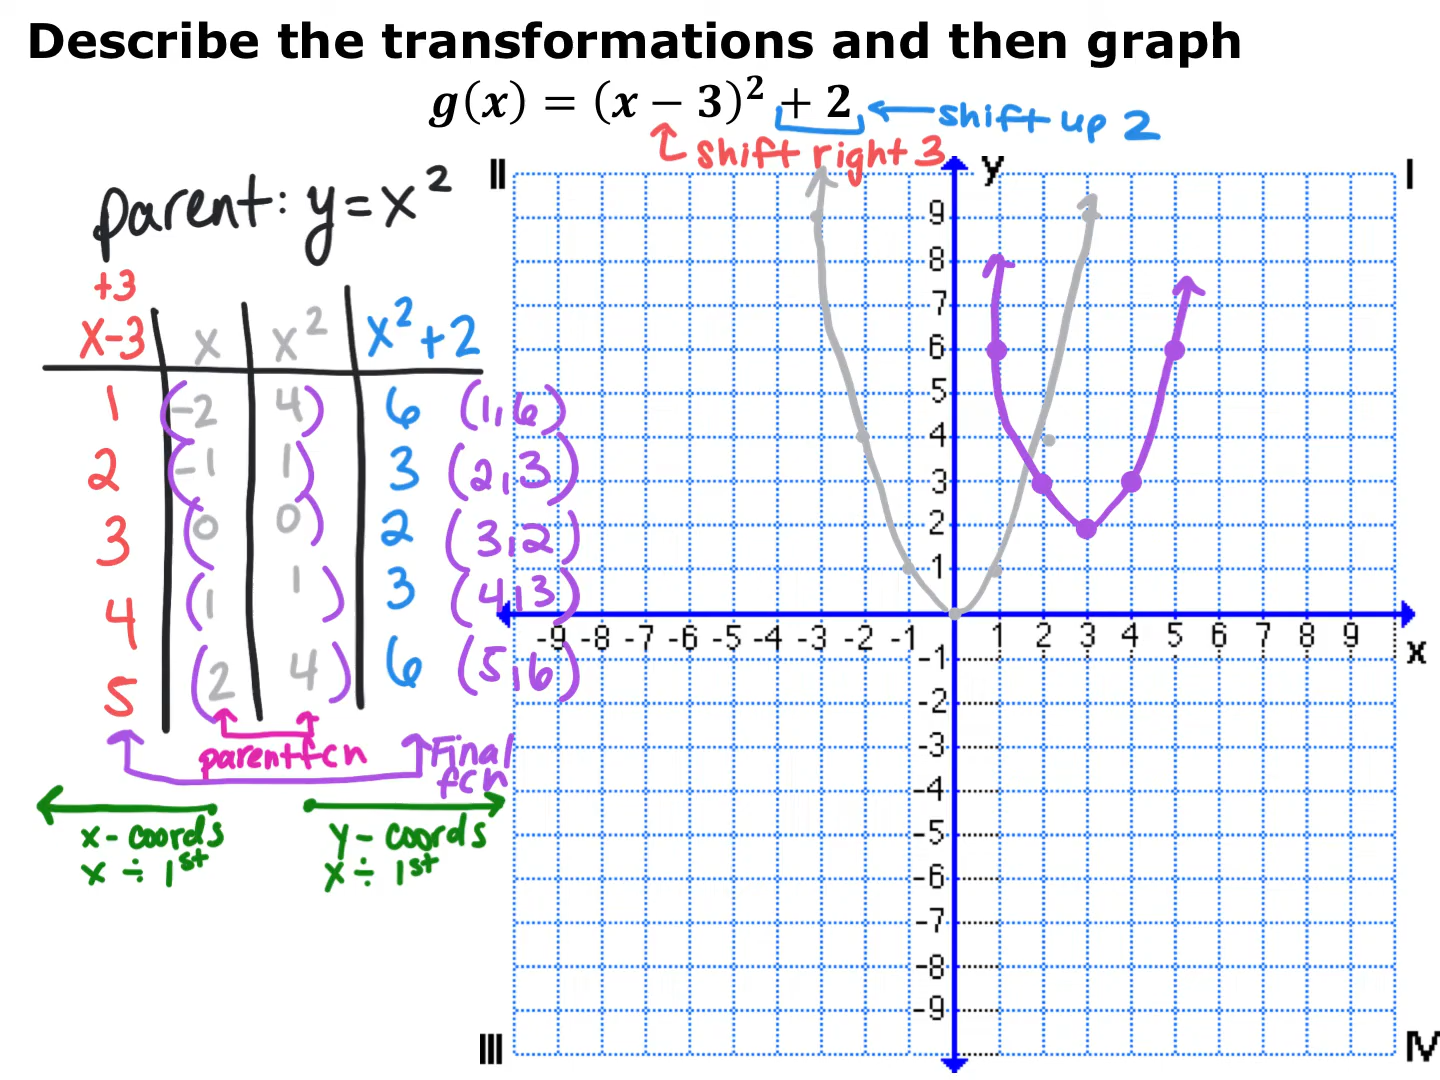 Describe the transformations and then graph
g(x) = (x − 3)² + 2
shift up 2
shift right 3
parent: y = x²
+3
x-3 x x² x²+2
1 (-2 4) 6 (1,6)
2 (-1 1) 3 (2,3)
3 (0 0) 2 (3,2)
4 (1 1) 3 (4,3)
5 (2 4) 6 (5,6)
parent fcn
Final
fcn
x-coords
x ÷ 1st
y-coords
x ÷ 1st
II
I
y
9
8
7
6
5
4
3
2
1
-9 -8 -7 -6 -5 -4 -3 -2 -1 1 2 3 4 5 6 7 8 9
x
-1
-2
-3
-4
-5
-6
-7
-8
-9
III
IV